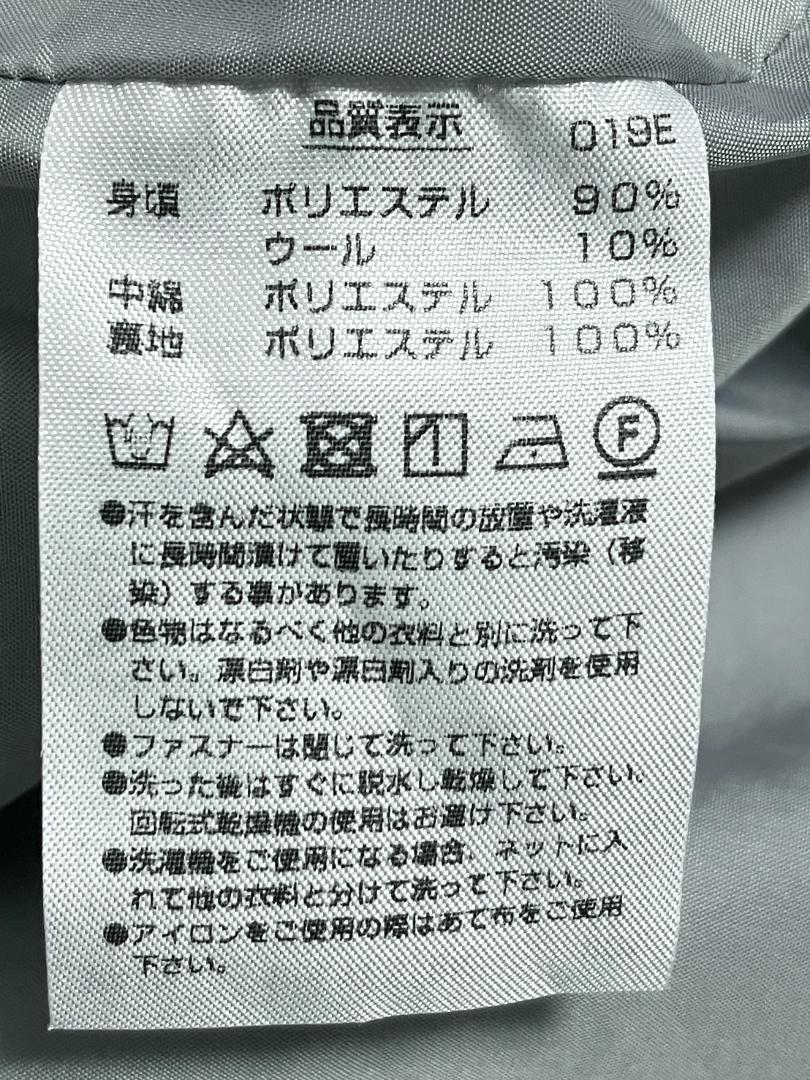 品質表示 019E
身頃 ポリエステル 90%
ウール 10%
中綿 ポリエステル 100%
裏地 ポリエステル 100%
F
●汗を含んだ状態で長時間の放置や洗濯液
に長時間漬けて置いたりすると汚染（移
染）する事があります。
●色物はなるべく他の衣料と別に洗って下
さい。漂白剤や漂白剤入りの洗剤を使用
しないで下さい。
●ファスナーは閉じて洗って下さい。
●洗った後はすぐに脱水し乾燥して下さい。
回転式乾燥機の使用はお避け下さい。
●洗濯機をご使用になる場合、ネットに入
れて他の衣料と分けて洗って下さい。
●アイロンをご使用の際はあて布をご使用
下さい。